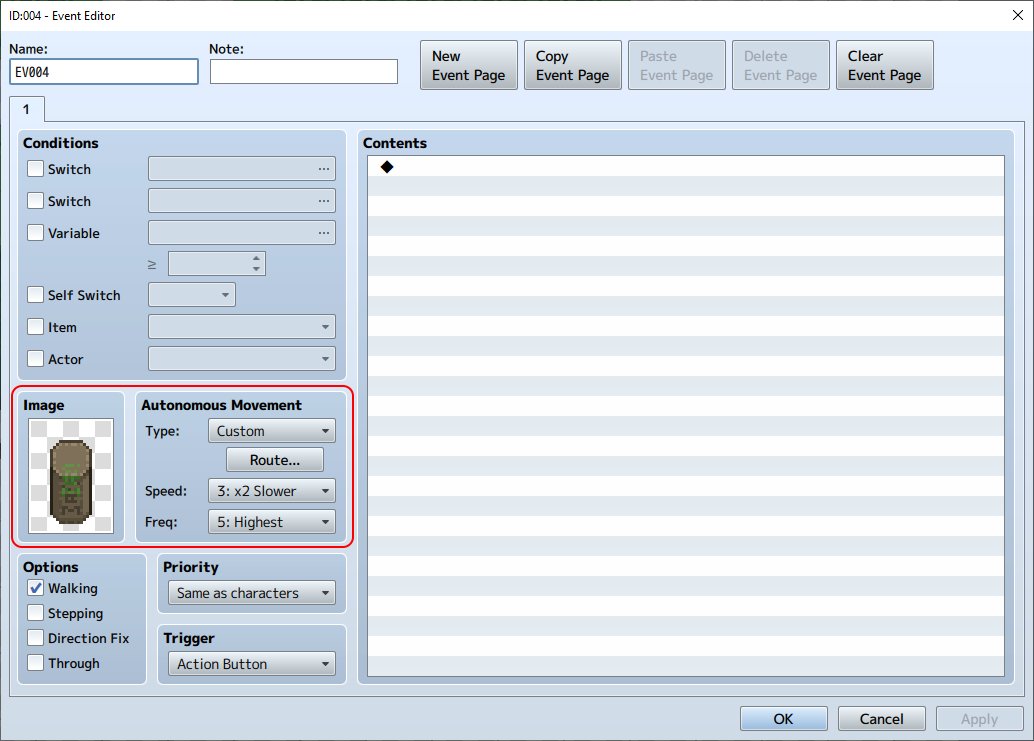 ID:004 - Event Editor
Name:
Note:
EV004
New
Event Page
Copy
Event Page
Paste
Event Page
Delete
Event Page
Clear
Event Page
1
Conditions
Switch ...
Switch ...
Variable ...
≥
Self Switch
Item
Actor
Image
Autonomous Movement
Type: Custom
Route...
Speed: 3: x2 Slower
Freq: 5: Highest
Options
Walking
Stepping
Direction Fix
Through
Priority
Same as characters
Trigger
Action Button
Contents
◆
OK
Cancel
Apply